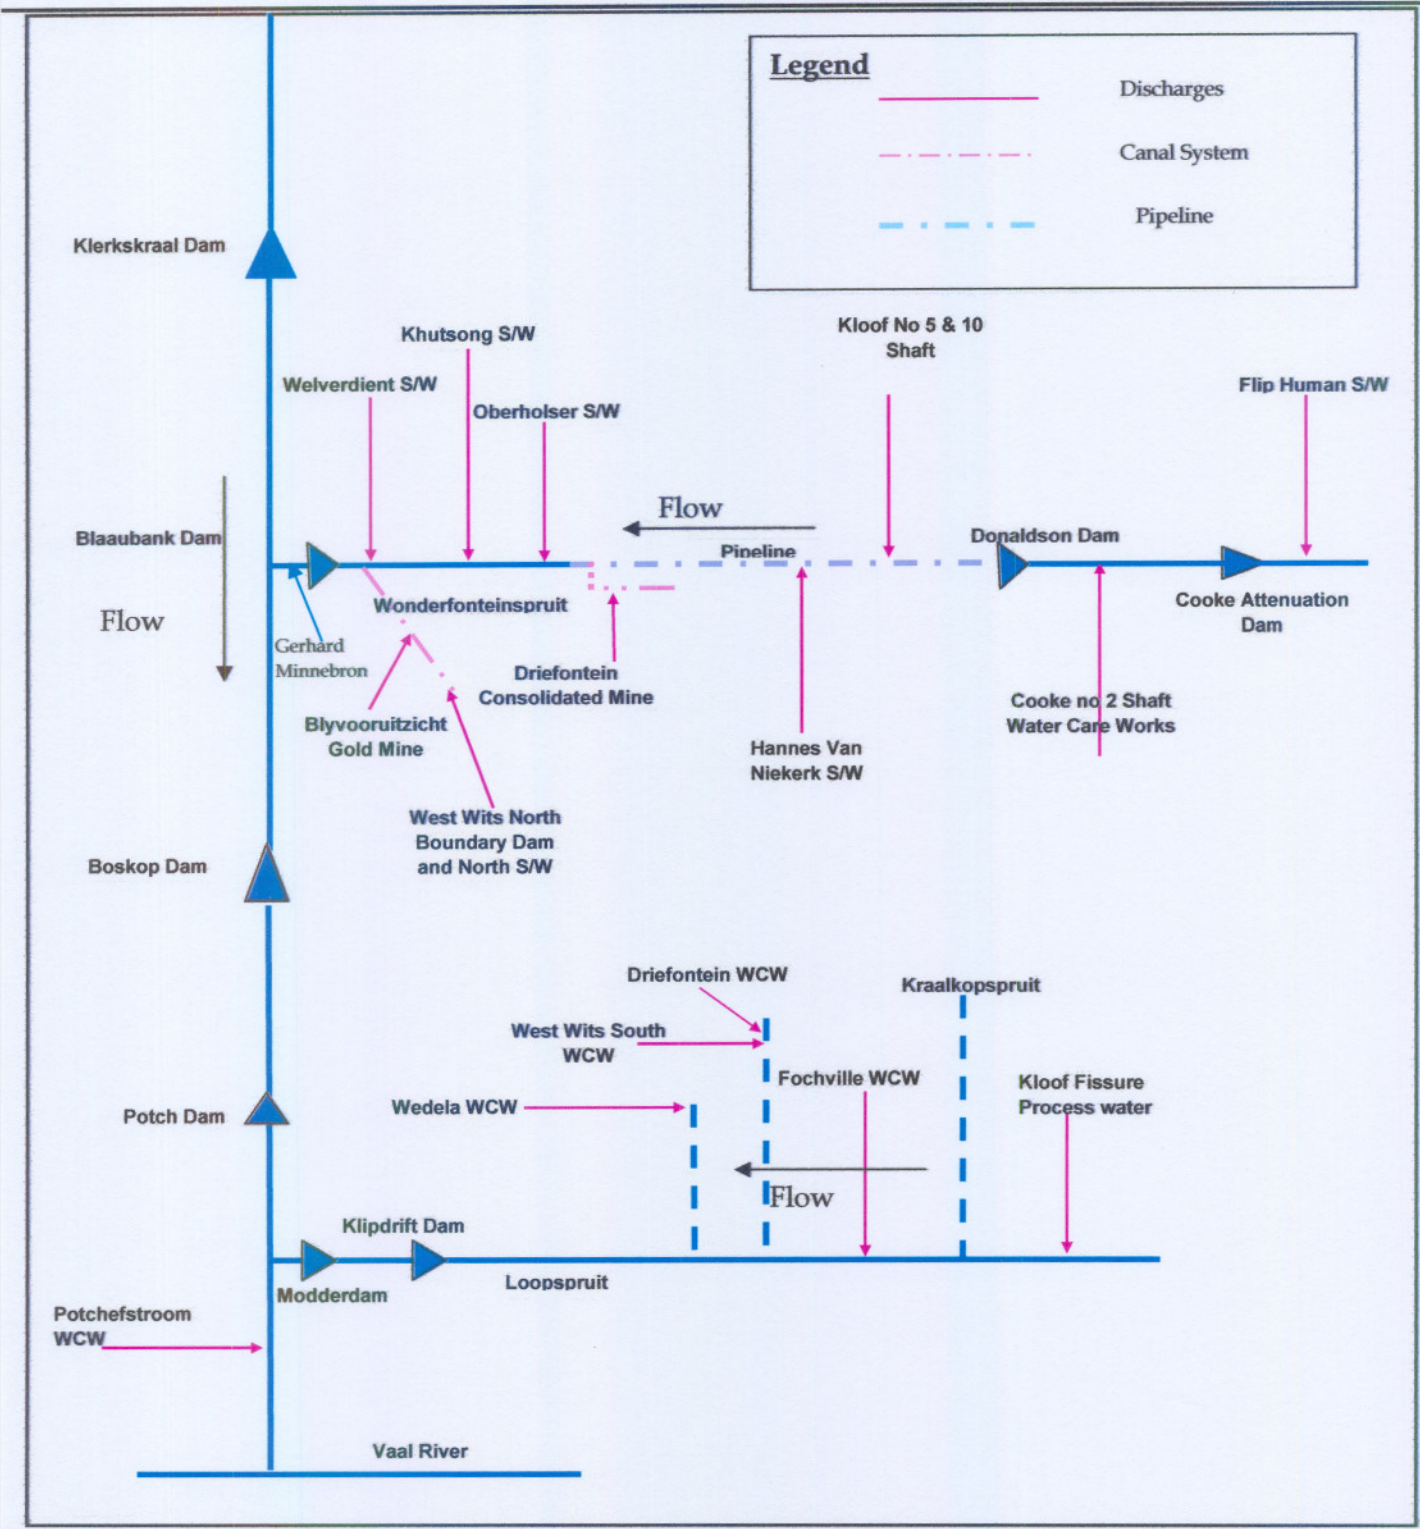 Legend
Discharges
Canal System
Pipeline
Klerkskraal Dam
Kloof No 5 & 10
Shaft
Khutsong S/W
Welverdient S/W
Flip Human S/W
Oberholser S/W
Flow
Blaaubank Dam
Pipeline
Donaldson Dam
Wonderfonteinspruit
Cooke Attenuation
Dam
Flow
Gerhard
Minnebron
Driefontein
Consolidated Mine
Cooke no 2 Shaft
Water Care Works
Blyvooruitzicht
Gold Mine
Hannes Van
Niekerk S/W
West Wits North
Boundary Dam
and North S/W
Boskop Dam
Driefontein WCW
Kraalkopspruit
West Wits South
WCW
Fochville WCW
Kloof Fissure
Process water
Wedela WCW
Potch Dam
Flow
Klipdrift Dam
Loopspruit
Modderdam
Potchefstroom
WCW
Vaal River